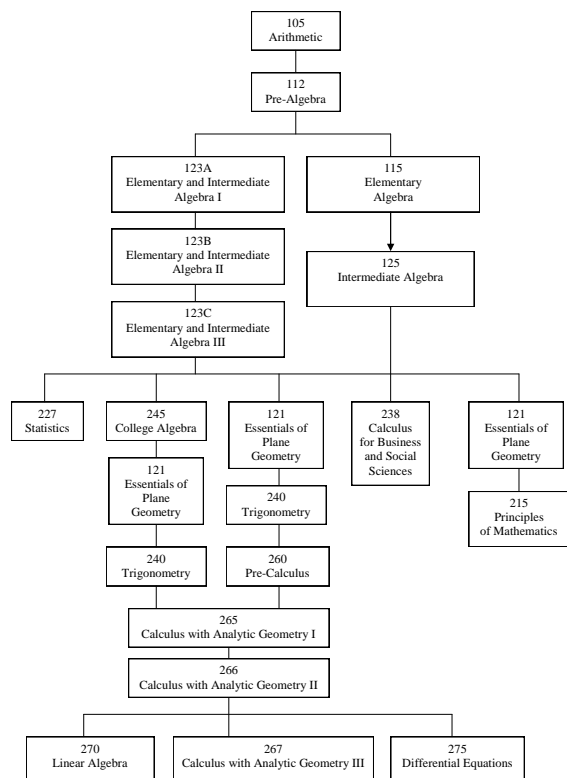 105
Arithmetic
112
Pre-Algebra
123A
Elementary and Intermediate
Algebra I
115
Elementary
Algebra
123B
Elementary and Intermediate
Algebra II
125
Intermediate Algebra
123C
Elementary and Intermediate
Algebra III
227
Statistics
245
College Algebra
121
Essentials of
Plane
Geometry
238
Calculus
for Business
and Social
Sciences
121
Essentials of
Plane
Geometry
121
Essentials of
Plane
Geometry
240
Trigonometry
215
Principles
of Mathematics
240
Trigonometry
260
Pre-Calculus
265
Calculus with Analytic Geometry I
266
Calculus with Analytic Geometry II
270
Linear Algebra
267
Calculus with Analytic Geometry III
275
Differential Equations